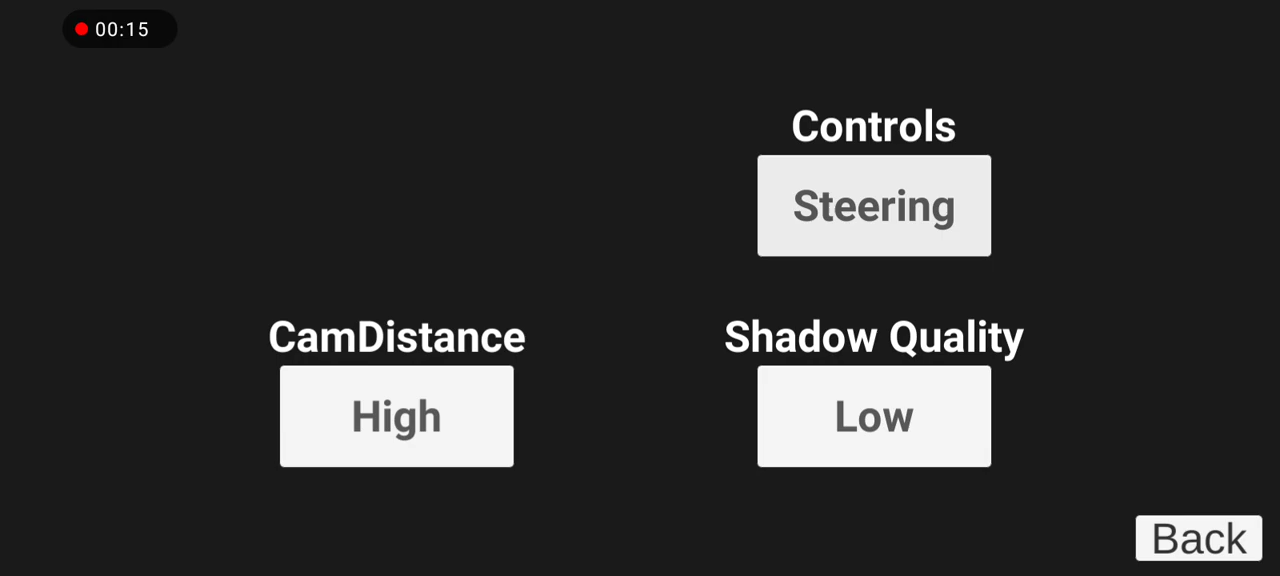 00:15
Controls
Steering
CamDistance
High
Shadow Quality
Low
Back